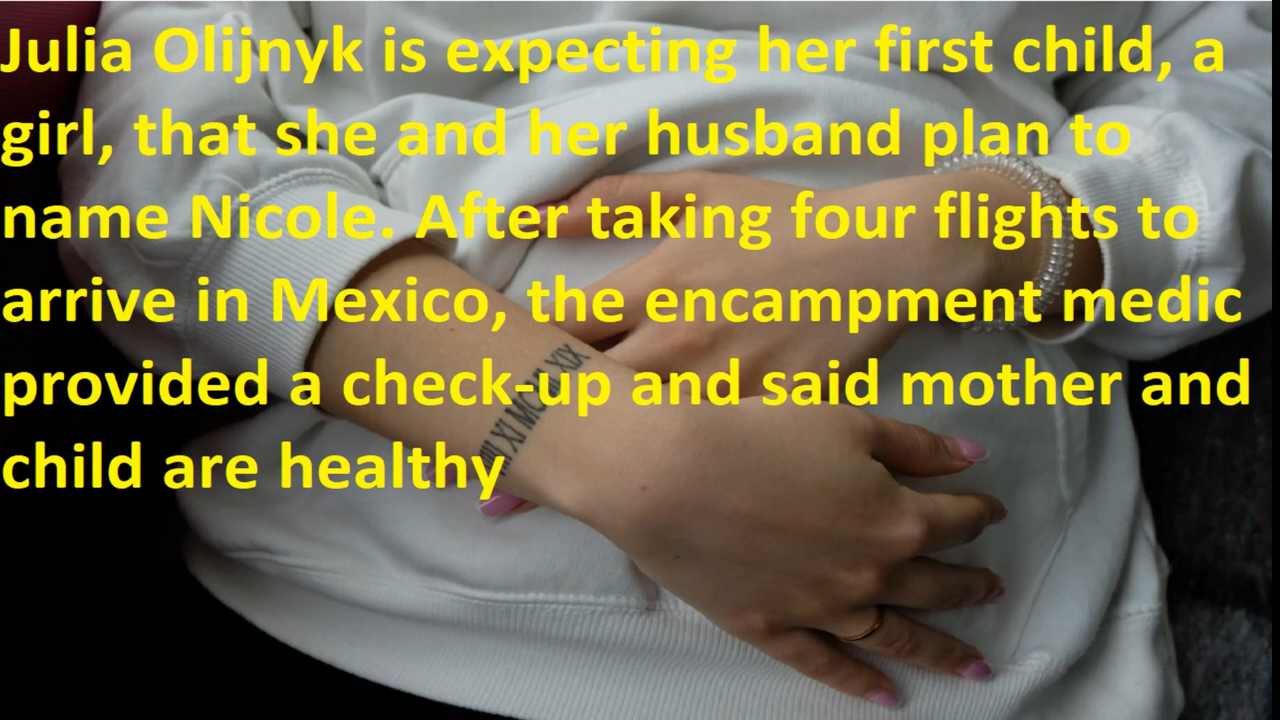 Julia Olijnyk is expecting her first child, a
girl, that she and her husband plan to
name Nicole. After taking four flights to
arrive in Mexico, the encampment medic
provided a check-up and said mother and
child are healthy